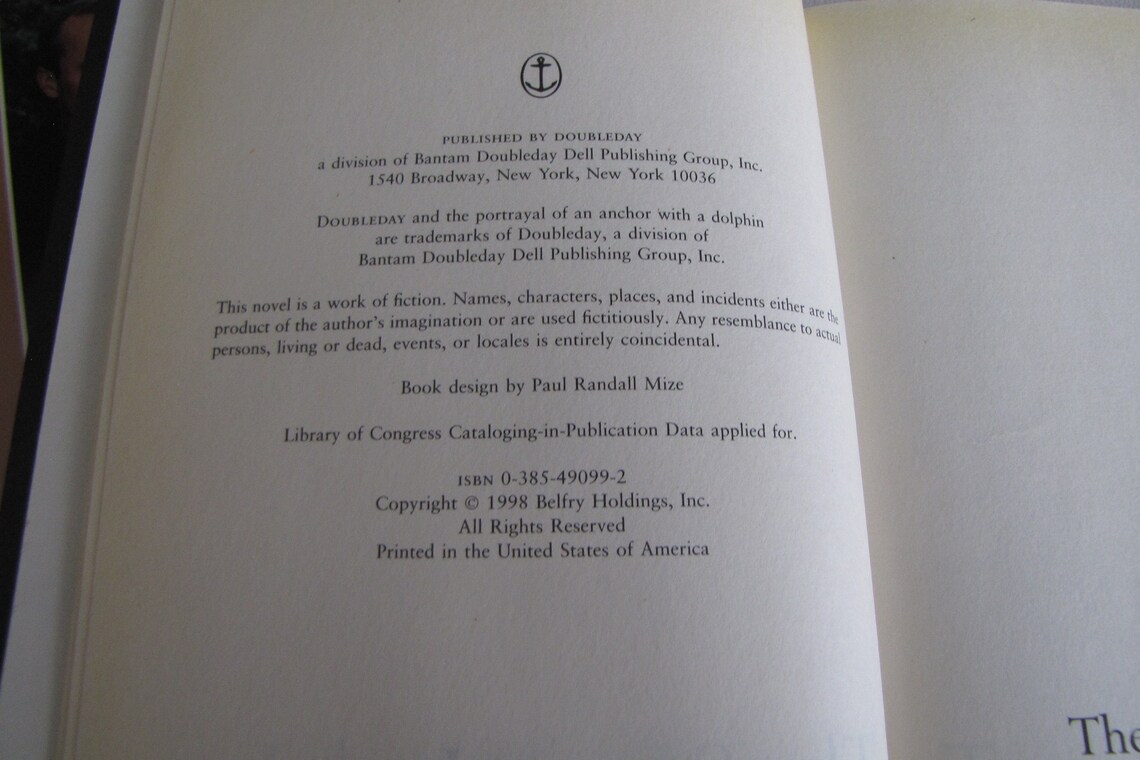 PUBLISHED BY DOUBLEDAY
a division of Bantam Doubleday Dell Publishing Group, Inc.
1540 Broadway, New York, New York 10036
DOUBLEDAY and the portrayal of an anchor with a dolphin
are trademarks of Doubleday, a division of
Bantam Doubleday Dell Publishing Group, Inc.
This novel is a work of fiction. Names, characters, places, and incidents either are the
product of the author's imagination or are used fictitiously. Any resemblance to actual
persons, living or dead, events, or locales is entirely coincidental.
Book design by Paul Randall Mize
Library of Congress Cataloging-in-Publication Data applied for.
ISBN 0-385-49099-2
Copyright © 1998 Belfry Holdings, Inc.
All Rights Reserved
Printed in the United States of America
The